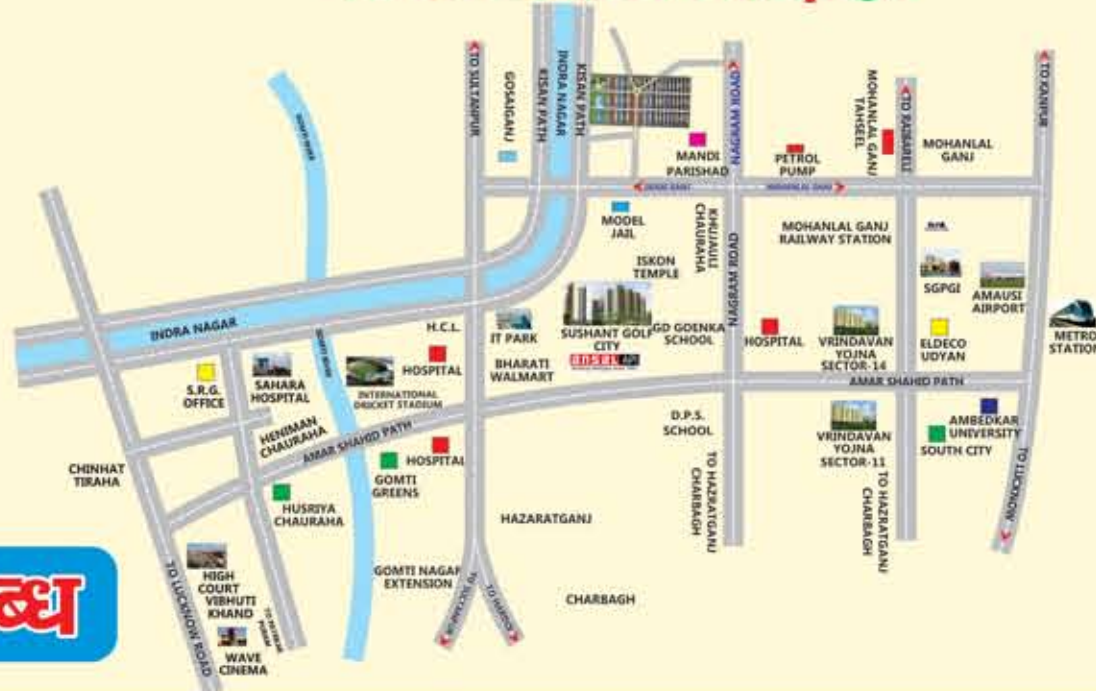 TO SULTANPUR
GOSAIGANJ
KISAN PATH
INDRA NAGAR
KISAN PATH
NAGRAM ROAD
MANDI
PARISHAD
PETROL
PUMP
MOHANLAL GANJ
TAHSEEL
TO RAIBARELI
MOHANLAL
GANJ
TO KANPUR
MOHANLAL GANJ
MODEL
JAIL
KHUJAULI
CHAURAHA
MOHANLAL GANJ
RAILWAY STATION
ISKON
TEMPLE
NAGRAM ROAD
SGPGI
AMAUSI
AIRPORT
GOMTI RIVER
INDRA NAGAR
H.C.L.
IT PARK
SUSHANT GOLF
CITY
ansal API
GD GOENKA
SCHOOL
HOSPITAL
VRINDAVAN
YOJNA
SECTOR-14
ELDECO
UDYAN
METRO
STATION
GOMTI RIVER
S.R.G.
OFFICE
SAHARA
HOSPITAL
INTERNATIONAL
CRICKET STADIUM
HOSPITAL
BHARATI
WALMART
AMAR SHAHID PATH
HENIMAN
CHAURAHA
AMAR SHAHID PATH
D.P.S.
SCHOOL
VRINDAVAN
YOJNA
SECTOR-11
AMBEDKAR
UNIVERSITY
SOUTH CITY
CHINHAT
TIRAHA
HUSRIYA
CHAURAHA
GOMTI
GREENS
HOSPITAL
TO HAZRATGANJ
CHARBAGH
TO HAZRATGANJ
CHARBAGH
TO LUCKNOW
HAZARATGANJ
HIGH
COURT
VIBHUTI
KHAND
GOMTI NAGAR
EXTENSION
CHARBAGH
TO LUCKNOW ROAD
WAVE
CINEMA
ब्ध